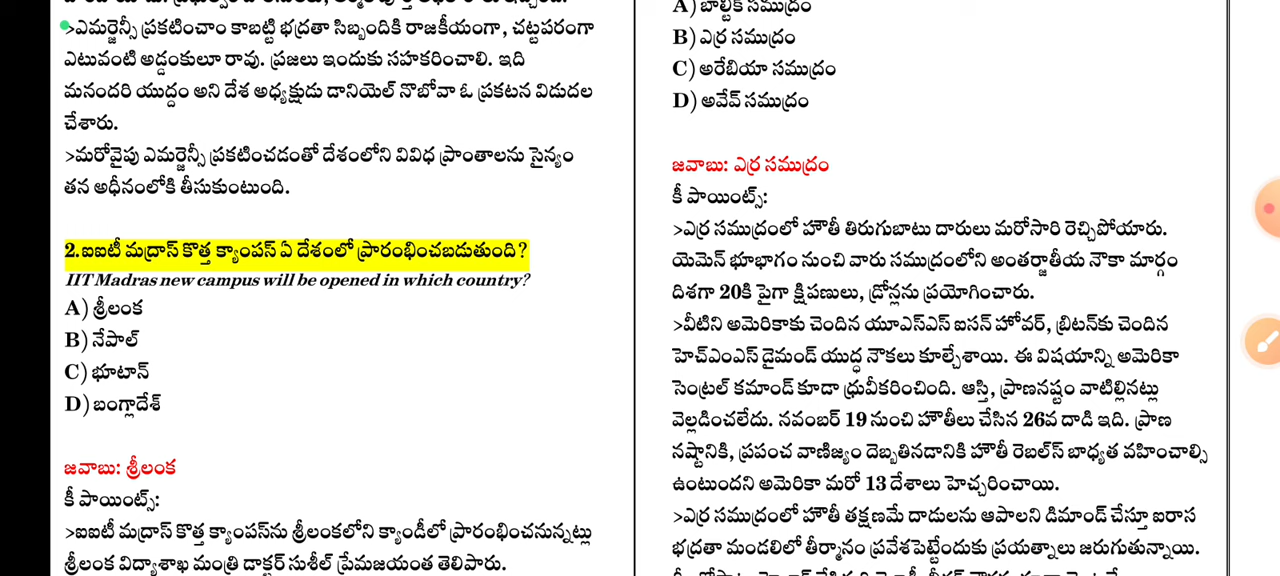 >ఎమర్జెన్సీ ప్రకటించాం కాబట్టి భద్రతా సిబ్బందికి రాజకీయంగా, చట్టపరంగా
ఎటువంటి అడ్డంకులూ రావు. ప్రజలు ఇందుకు సహకరించాలి. ఇది
మనందరి యుద్దం అని దేశ అధ్యక్షుడు డానియెల్ నొబోవా ఓ ప్రకటన విడుదల
చేశారు.
>మరోవైపు ఎమర్జెన్సీ ప్రకటించడంతో దేశంలోని వివిధ ప్రాంతాలను సైన్యం
తన అధీనంలోకి తీసుకుంటుంది.
2.ఐఐటీ మద్రాస్ కొత్త క్యాంపస్ ఏ దేశంలో ప్రారంభించబడుతుంది?
IIT Madras new campus will be opened in which country?
A) శ్రీలంక
B) నేపాల్
C) భూటాన్
D) బంగ్లాదేశ్
జవాబు: శ్రీలంక
కీ పాయింట్స్:
>ఐఐటీ మద్రాస్ కొత్త క్యాంపస్‌ను శ్రీలంకలోని క్యాండీలో ప్రారంభించనున్నట్లు
శ్రీలంక విద్యాశాఖ మంత్రి డాక్టర్ సుశీల్ ప్రేమజయంత తెలిపారు.
A) బాల్టిక్ సముద్రం
B) ఎర్ర సముద్రం
C) అరేబియా సముద్రం
D) అవేవ్ సముద్రం
జవాబు: ఎర్ర సముద్రం
కీ పాయింట్స్:
>ఎర్ర సముద్రంలో హౌతీ తిరుగుబాటు దారులు మరోసారి రెచ్చిపోయారు.
యెమెన్ భూభాగం నుంచి వారు సముద్రంలోని అంతర్జాతీయ నౌకా మార్గం
దిశగా 20కి పైగా క్షిపణులు, డ్రోన్లను ప్రయోగించారు.
>వీటిని అమెరికాకు చెందిన యూఎస్ఎస్ ఐసన్ హోవర్, బ్రిటన్‌కు చెందిన
హెచ్ఎంఎస్ డైమండ్ యుద్ధ నౌకలు కూల్చేశాయి. ఈ విషయాన్ని అమెరికా
సెంట్రల్ కమాండ్ కూడా ధ్రువీకరించింది. ఆస్తి, ప్రాణనష్టం వాటిల్లినట్లు
వెల్లడించలేదు. నవంబర్ 19 నుంచి హౌతీలు చేసిన 26వ దాడి ఇది. ప్రాణ
నష్టానికి, ప్రపంచ వాణిజ్యం దెబ్బతినడానికి హౌతీ రెబల్స్ బాధ్యత వహించాల్సి
ఉంటుందని అమెరికా మరో 13 దేశాలు హెచ్చరించాయి.
>ఎర్ర సముద్రంలో హౌతీ తక్షణమే దాడులను ఆపాలని డిమాండ్ చేస్తూ ఐరాస
భద్రతా మండలిలో తీర్మానం ప్రవేశపెట్టేందుకు ప్రయత్నాలు జరుగుతున్నాయి.